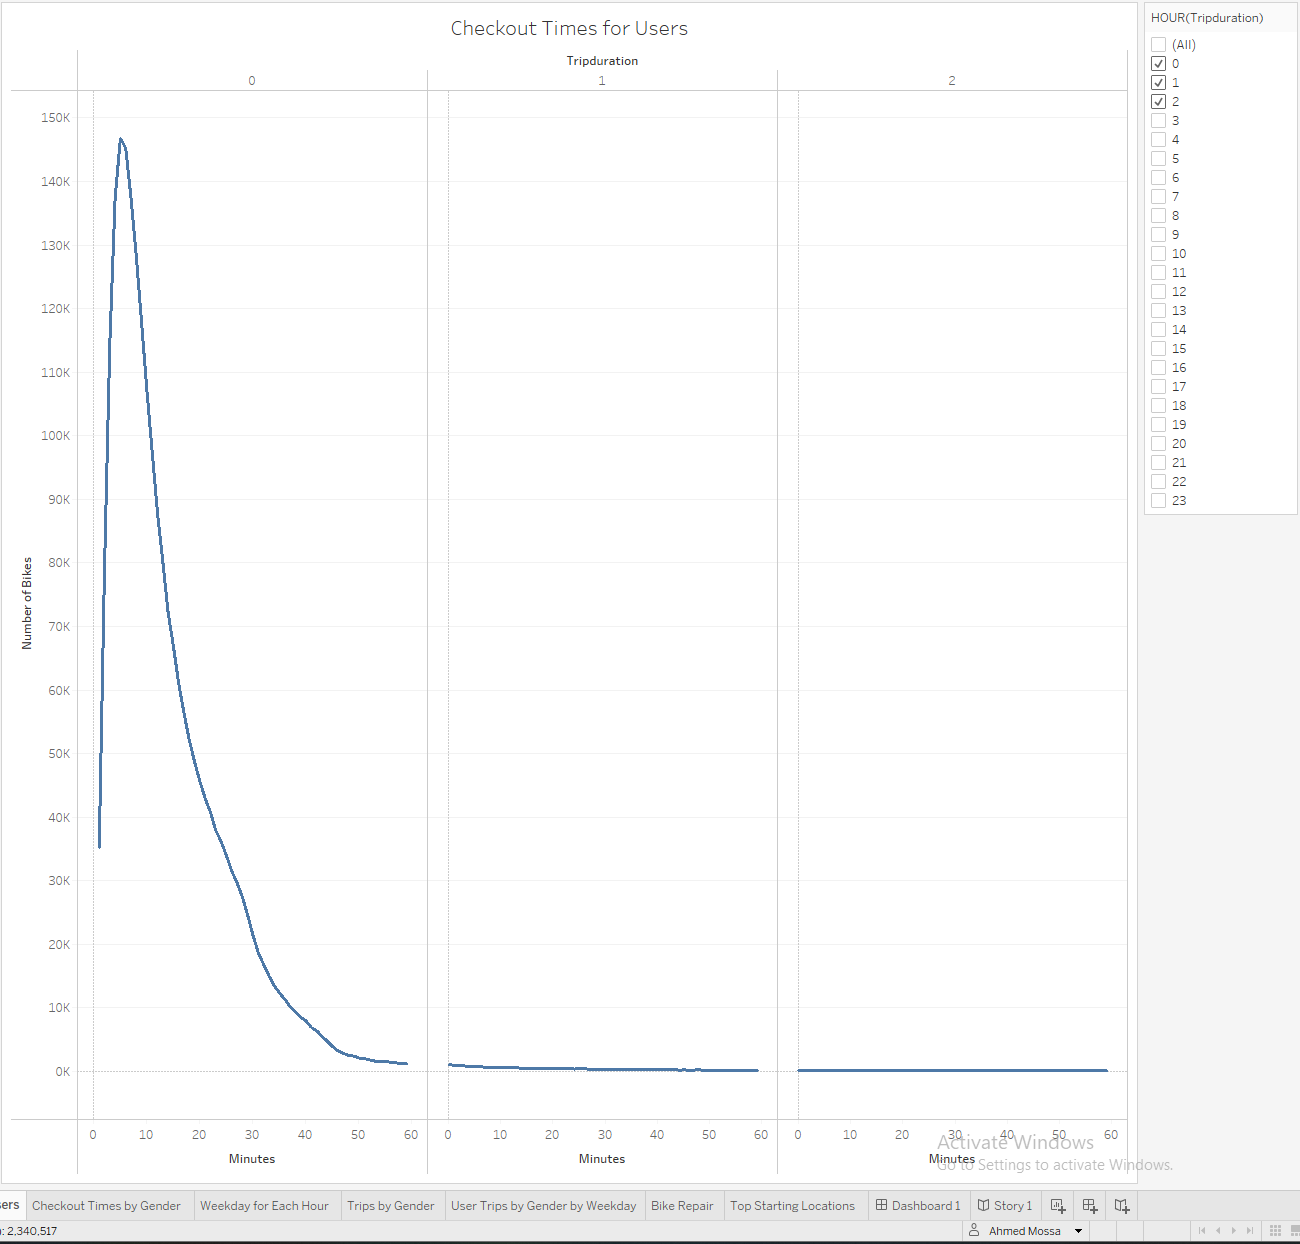 Checkout Times for Users
Tripduration
0 1 2
150K
140K
130K
120K
110K
100K
90K
80K
70K
60K
50K
40K
30K
20K
10K
0K
Number of Bikes
0 10 20 30 40 50 60 0 10 20 30 40 50 60 0 10 20 30 40 50 60
Minutes Minutes Minutes
HOUR(Tripduration)
(All)
0
1
2
3
4
5
6
7
8
9
10
11
12
13
14
15
16
17
18
19
20
21
22
23
Activate Windows
Go to Settings to activate Windows.
ers Checkout Times by Gender Weekday for Each Hour Trips by Gender User Trips by Gender by Weekday Bike Repair Top Starting Locations Dashboard 1 Story 1
: 2,340,517 Ahmed Mossa